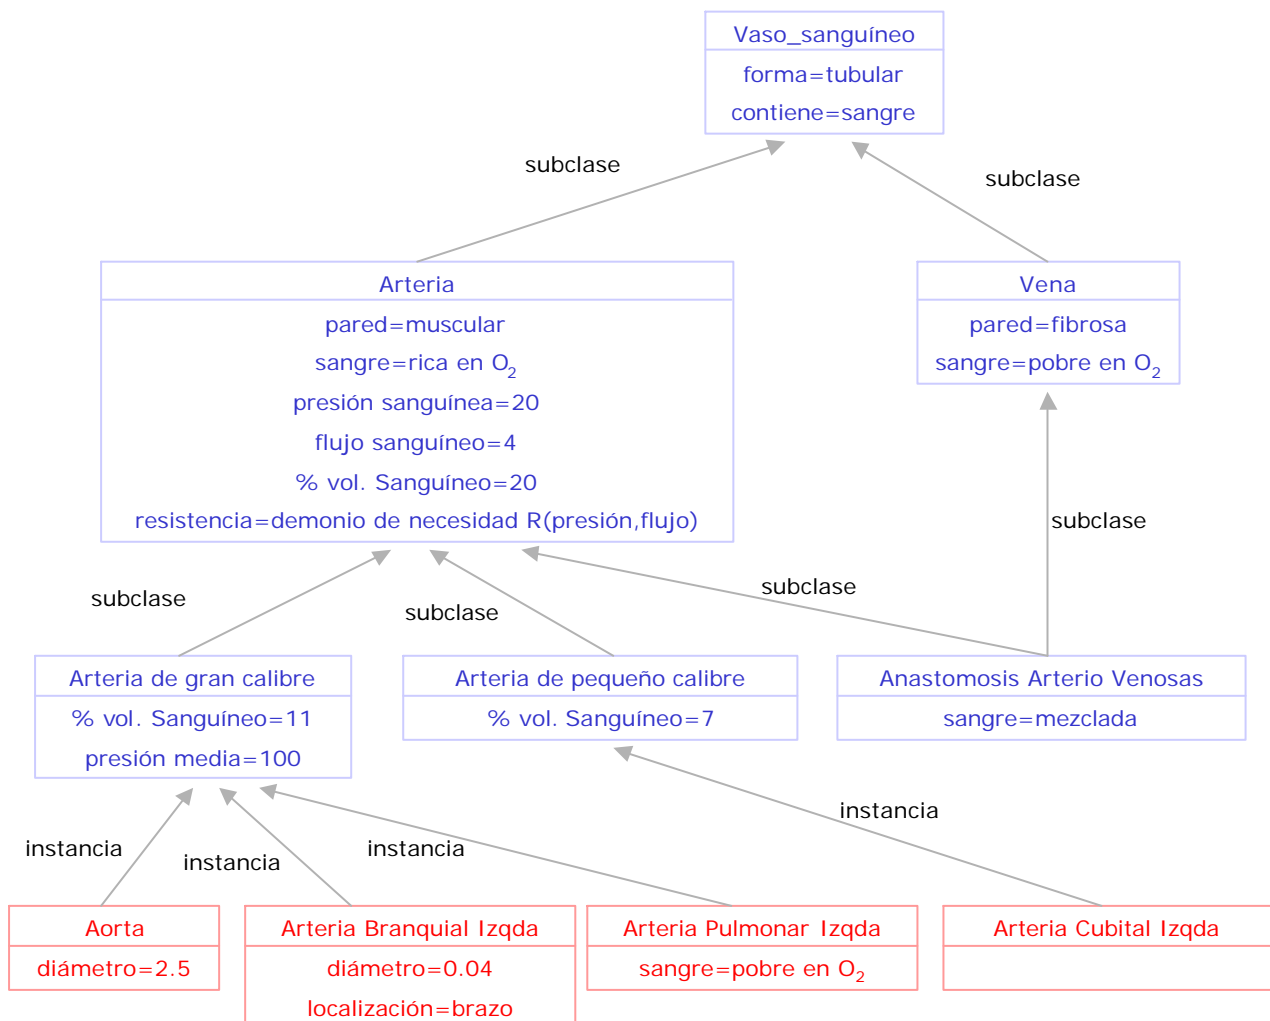 Vaso_sanguíneo
forma=tubular
contiene=sangre
subclase
subclase
Arteria
pared=muscular
sangre=rica en O₂
presión sanguínea=20
flujo sanguíneo=4
% vol. Sanguíneo=20
resistencia=demonio de necesidad R(presión,flujo)
Vena
pared=fibrosa
sangre=pobre en O₂
subclase
subclase
subclase
subclase
Arteria de gran calibre
% vol. Sanguíneo=11
presión media=100
Arteria de pequeño calibre
% vol. Sanguíneo=7
Anastomosis Arterio Venosas
sangre=mezclada
instancia
instancia
instancia
instancia
Aorta
diámetro=2.5
Arteria Branquial Izqda
diámetro=0.04
localización=brazo
Arteria Pulmonar Izqda
sangre=pobre en O₂
Arteria Cubital Izqda